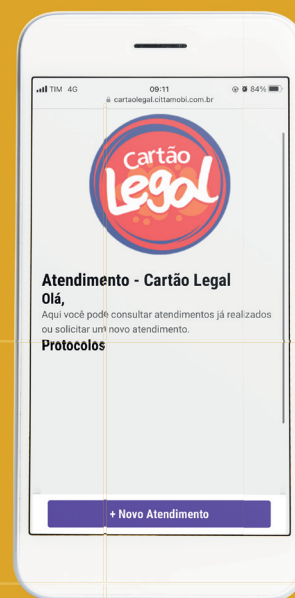 TIM 4G 09:11 84%
cartaolegal.cittamobi.com.br
Cartão
Legal
Atendimento - Cartão Legal
Olá,
Aqui você pode consultar atendimentos já realizados
ou solicitar um novo atendimento.
Protocolos
+ Novo Atendimento